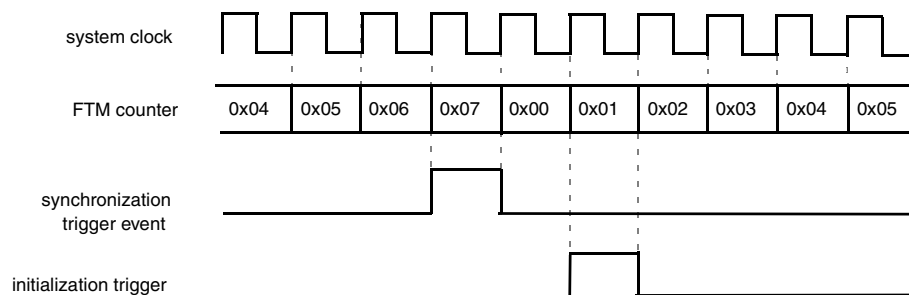 system clock
FTM counter 0x04 0x05 0x06 0x07 0x00 0x01 0x02 0x03 0x04 0x05
synchronization
trigger event
initialization trigger